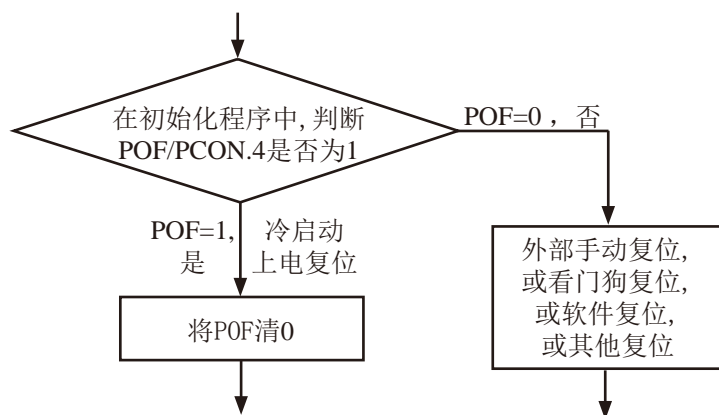 在初始化程序中,判断
POF/PCON.4是否为1
POF=0 ，否
POF=1,
是
冷启动
上电复位
将POF清0
外部手动复位,
或看门狗复位,
或软件复位,
或其他复位